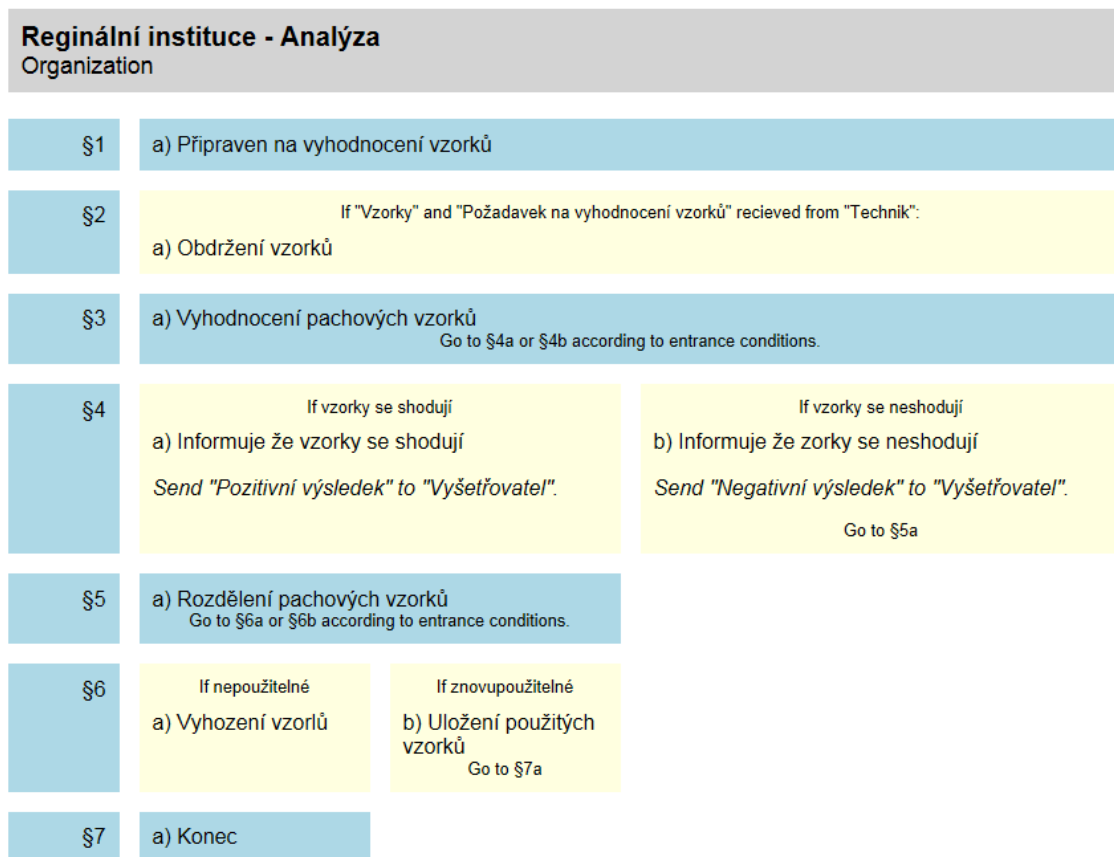 Reginální instituce - Analýza
Organization
§1
a) Připraven na vyhodnocení vzorků
§2
If "Vzorky" and "Požadavek na vyhodnocení vzorků" recieved from "Technik":
a) Obdržení vzorků
§3
a) Vyhodnocení pachových vzorků
Go to §4a or §4b according to entrance conditions.
§4
If vzorky se shodují
a) Informuje že vzorky se shodují
Send "Pozitivní výsledek" to "Vyšetřovatel".
If vzorky se neshodují
b) Informuje že zorky se neshodují
Send "Negativní výsledek" to "Vyšetřovatel".
Go to §5a
§5
a) Rozdělení pachových vzorků
Go to §6a or §6b according to entrance conditions.
§6
If nepoužitelné
a) Vyhození vzorlů
If znovupoužitelné
b) Uložení použitých
vzorků
Go to §7a
§7
a) Konec